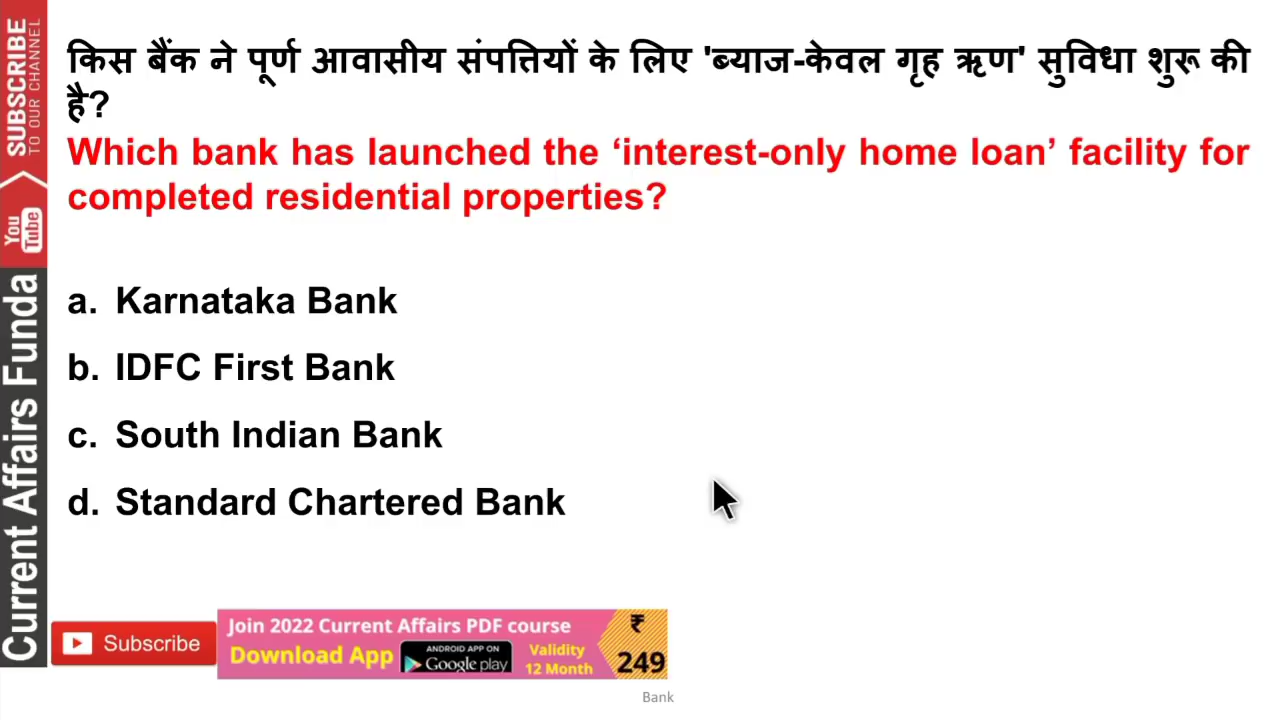 SUBSCRIBE
TO OUR CHANNEL
You
Tube
Current Affairs Funda
किस बैंक ने पूर्ण आवासीय संपत्तियों के लिए 'ब्याज-केवल गृह ऋण' सुविधा शुरू की
है?
Which bank has launched the ‘interest-only home loan’ facility for
completed residential properties?
a. Karnataka Bank
b. IDFC First Bank
c. South Indian Bank
d. Standard Chartered Bank
Subscribe
Join 2022 Current Affairs PDF course
Download App
ANDROID APP ON
Google play
Validity
12 Month
₹
249
Bank